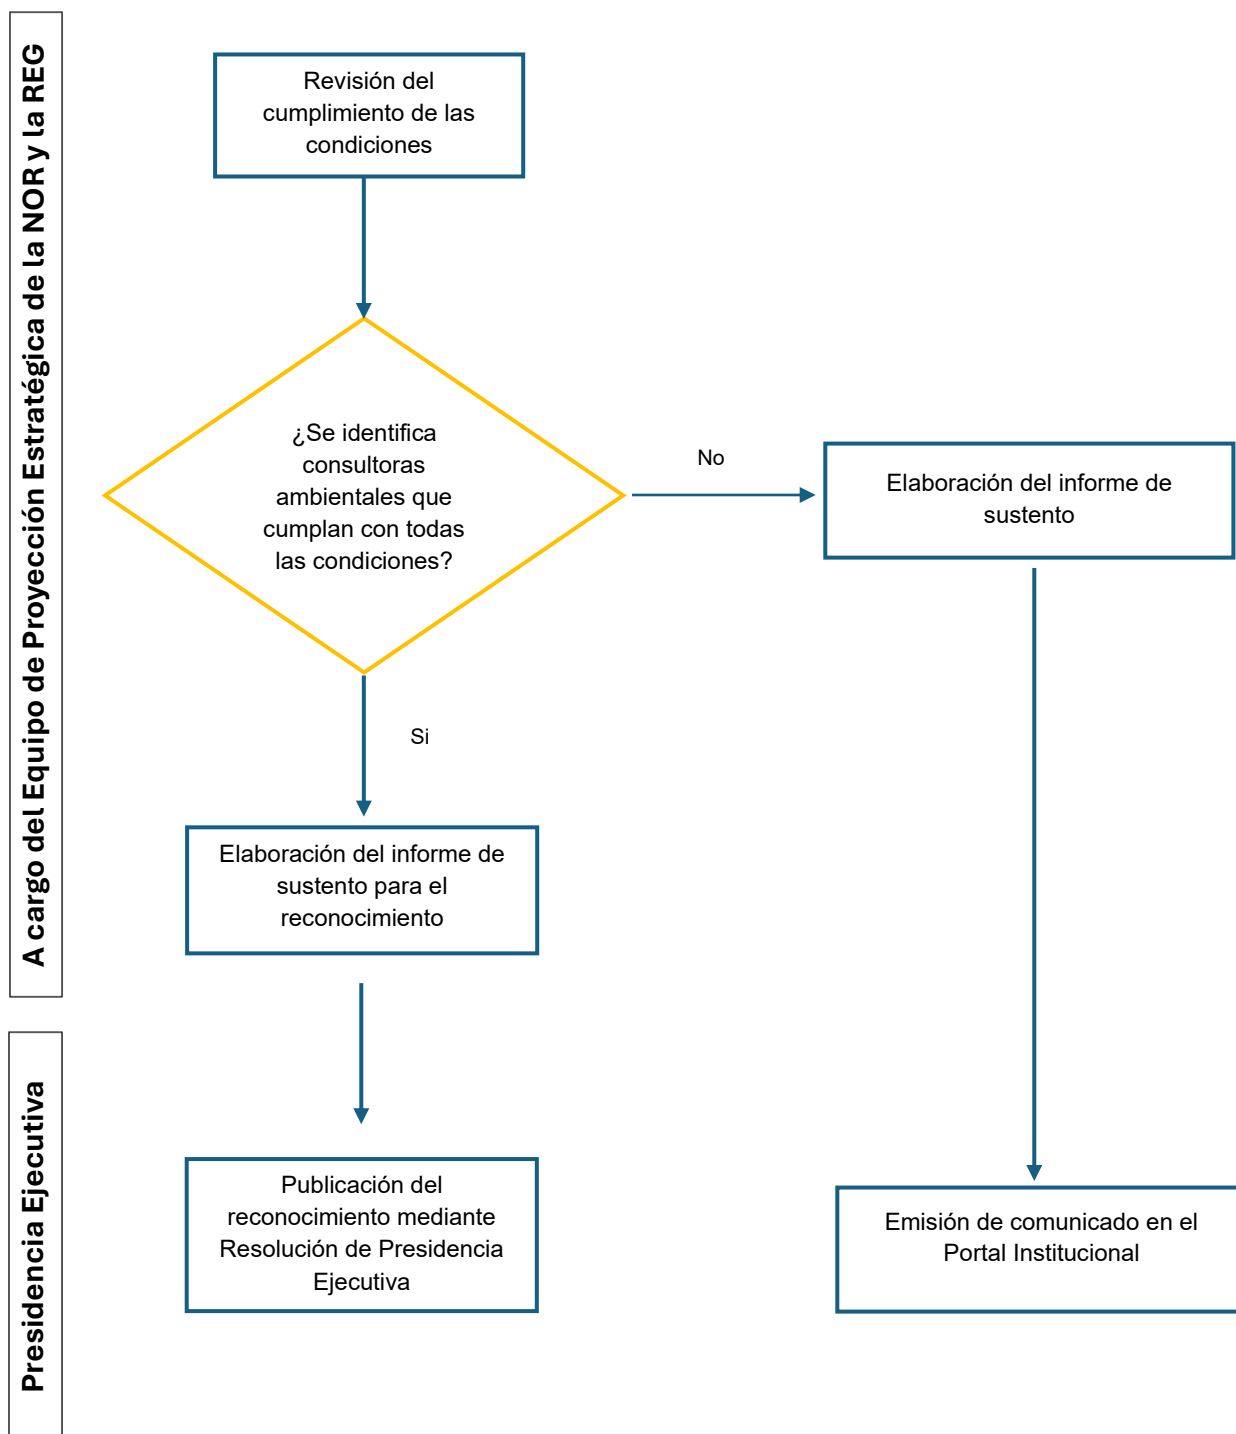 A cargo del Equipo de Proyección Estratégica de la NOR y la REG
Revisión del
cumplimiento de las
condiciones
¿Se identifica
consultoras
ambientales que
cumplan con todas
las condiciones?
No
Elaboración del informe de
sustento
Si
Elaboración del informe de
sustento para el
reconocimiento
Presidencia Ejecutiva
Publicación del
reconocimiento mediante
Resolución de Presidencia
Ejecutiva
Emisión de comunicado en el
Portal Institucional